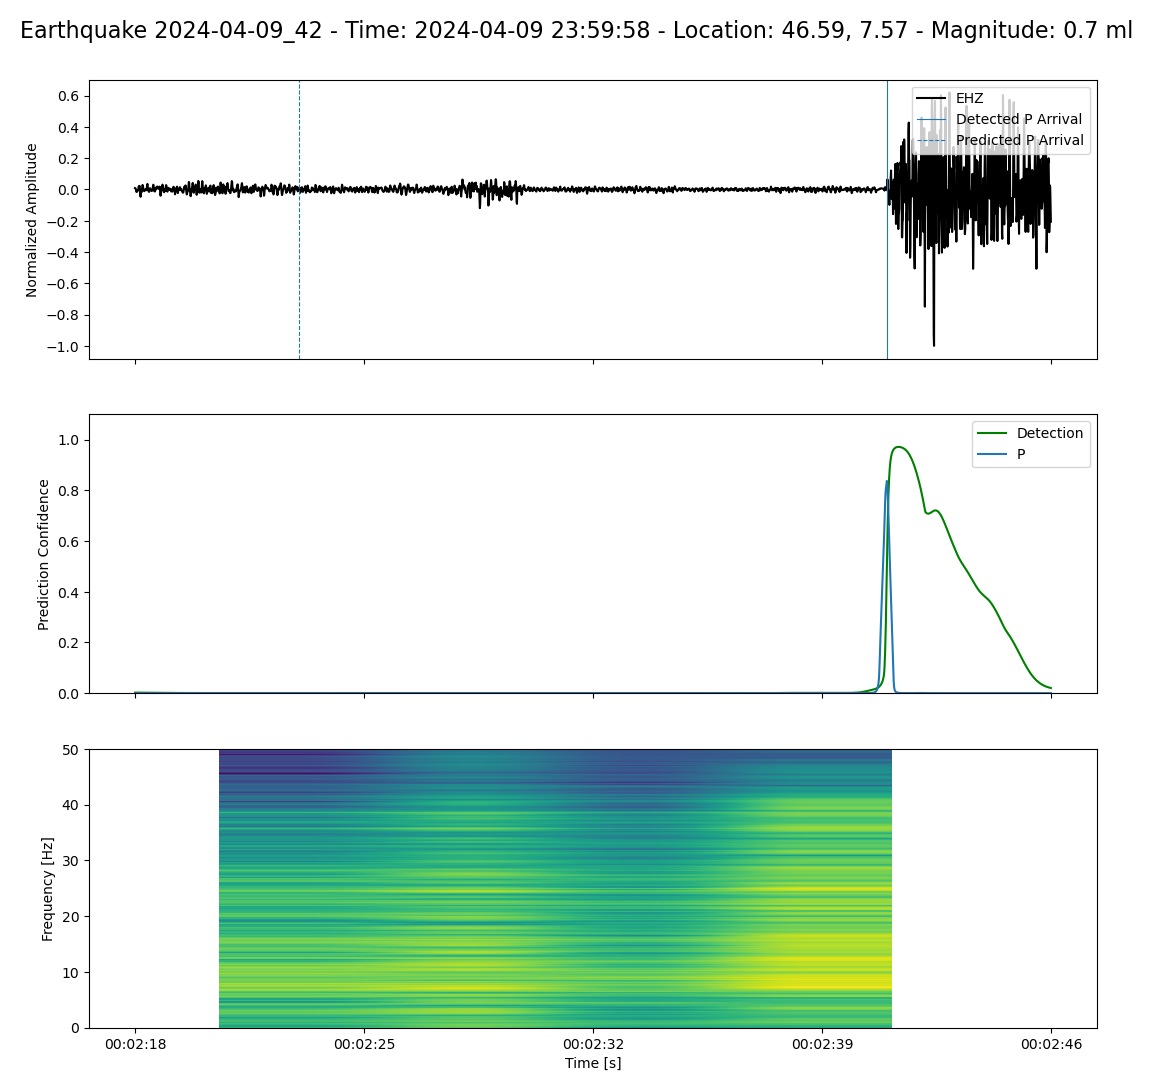 Earthquake 2024-04-09_42 - Time: 2024-04-09 23:59:58 - Location: 46.59, 7.57 - Magnitude: 0.7 ml
0.6
0.4
0.2
0.0
−0.2
−0.4
−0.6
−0.8
−1.0
Normalized Amplitude
EHZ
Detected P Arrival
Predicted P Arrival
1.0
0.8
0.6
0.4
0.2
0.0
Prediction Confidence
Detection
P
50
40
30
20
10
0
Frequency [Hz]
00:02:18
00:02:25
00:02:32
00:02:39
00:02:46
Time [s]